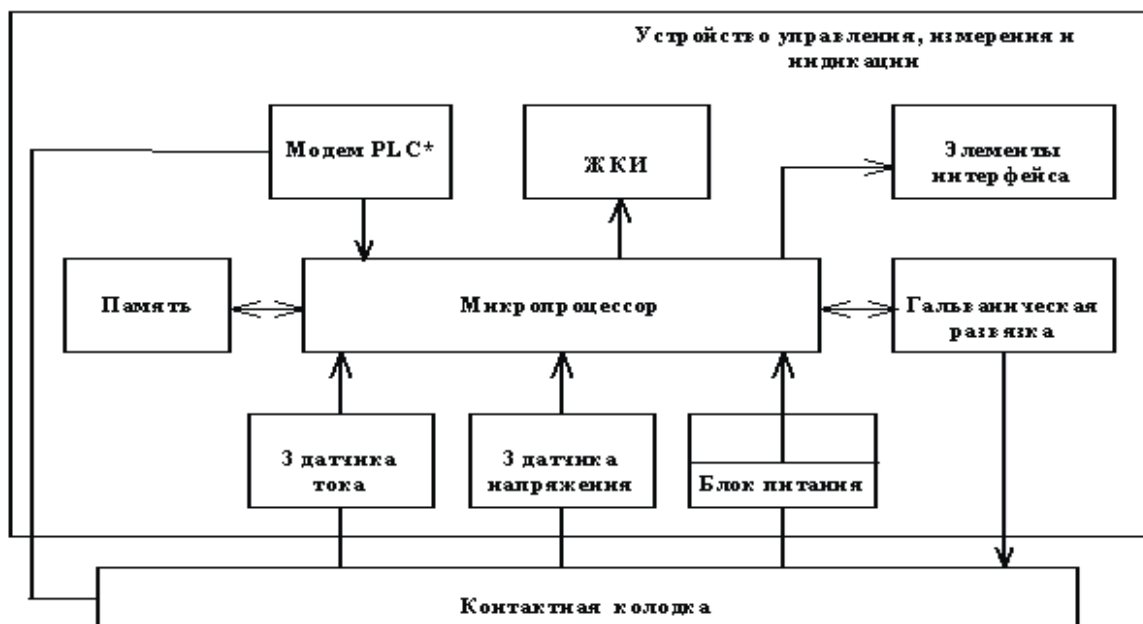 Устройство управления, измерения и
индикации
Модем PLC*
ЖКИ
Элементы
интерфейса
Память
Микропроцессор
Гальваническая
развязка
3 датчика
тока
3 датчика
напряжения
Блок питания
Контактная колодка